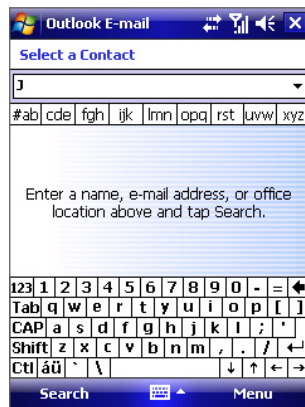 Outlook E-mail
Select a Contact
J
#ab cde fgh ijk lmn opq rst uvw xyz
Enter a name, e-mail address, or office
location above and tap Search.
123 1 2 3 4 5 6 7 8 9 0 - =
Tab q w e r t y u i o p [ ]
CAP a s d f g h j k l ; '
Shift z x c v b n m , . /
Ctl áü ` \
Search Menu